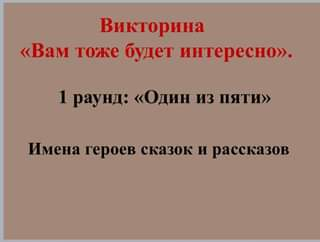 Викторина
«Вам тоже будет интересно».
1 раунд: «Один из пяти»
Имена героев сказок и рассказов